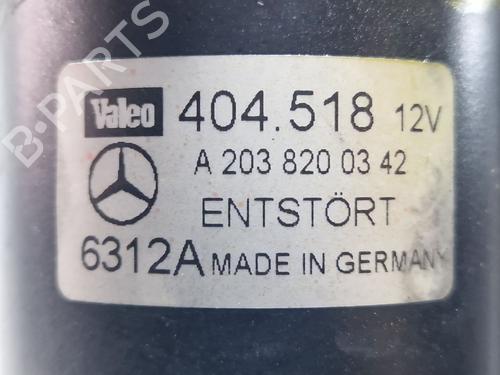 Valeo 404.518 12V
A 203 820 03 42
ENTSTÖRT
6312A MADE IN GERMANY
B-PARTS